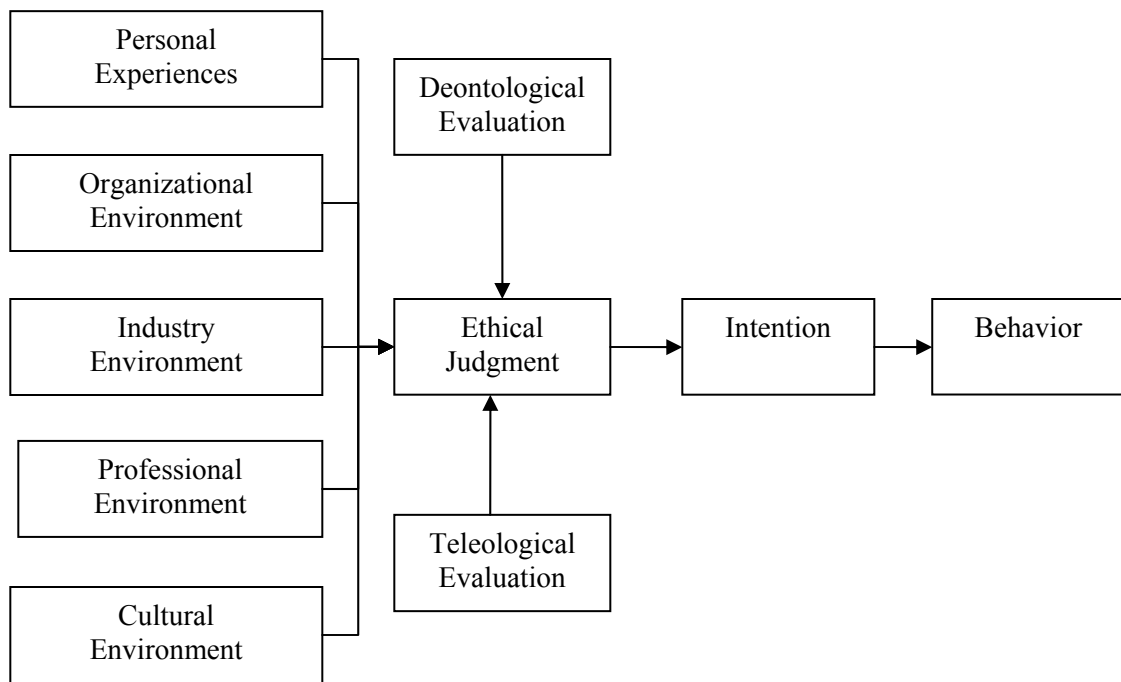 Personal
Experiences
Organizational
Environment
Industry
Environment
Professional
Environment
Cultural
Environment
Deontological
Evaluation
Ethical
Judgment
Teleological
Evaluation
Intention
Behavior